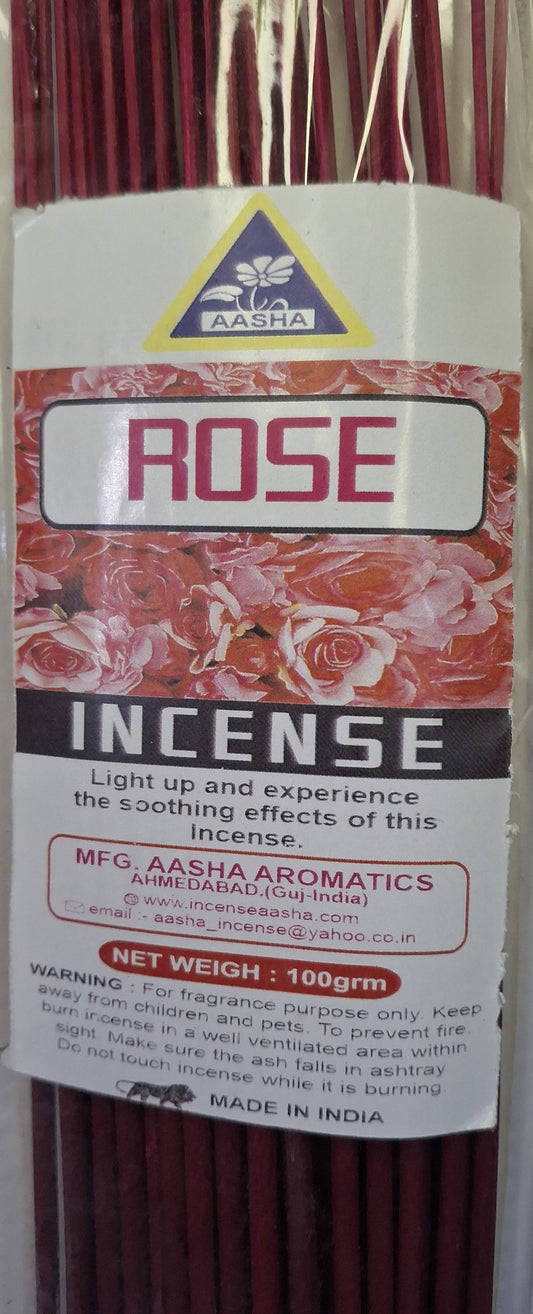 AASHA
ROSE
INCENSE
Light up and experience
the soothing effects of this
Incense.
MFG. AASHA AROMATICS
AHMEDABAD.(Guj-India)
www.incenseaasha.com
email :- aasha_incense@yahoo.co.in
NET WEIGH : 100grm
WARNING : For fragrance purpose only. Keep
away from children and pets. To prevent fire,
burn incense in a well ventilated area within
sight. Make sure the ash falls in ashtray
Do not touch incense while it is burning.
MADE IN INDIA